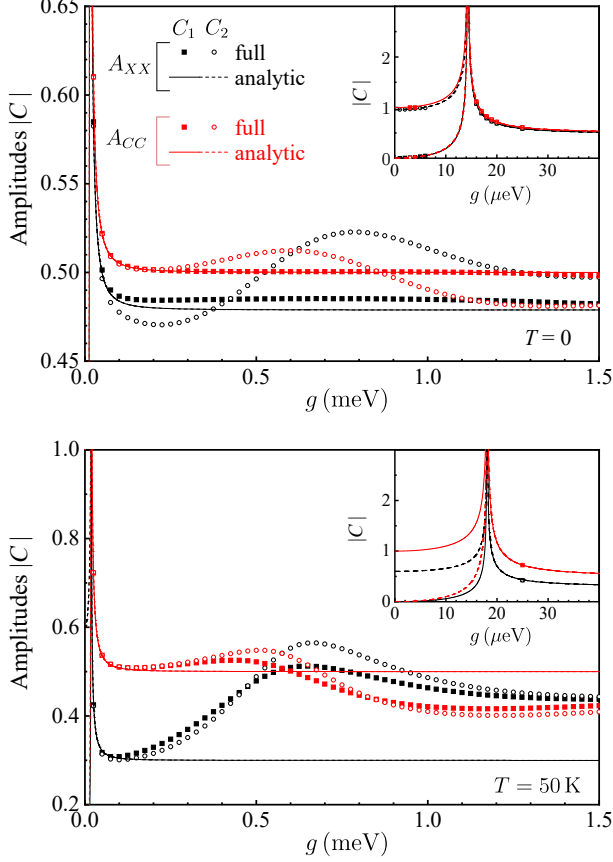 0.65
0.60
0.55
0.50
0.45
Amplitudes |C|
C₁ C₂
A_XX
full
analytic
A_CC
full
analytic
|C|
2
1
0
0 10 20 30
g (μeV)
T = 0
0.0 0.5 1.0 1.5
g (meV)
1.0
0.8
0.6
0.4
0.2
Amplitudes |C|
|C|
3
2
1
0
0 10 20 30
g (μeV)
T = 50 K
0.0 0.5 1.0 1.5
g (meV)